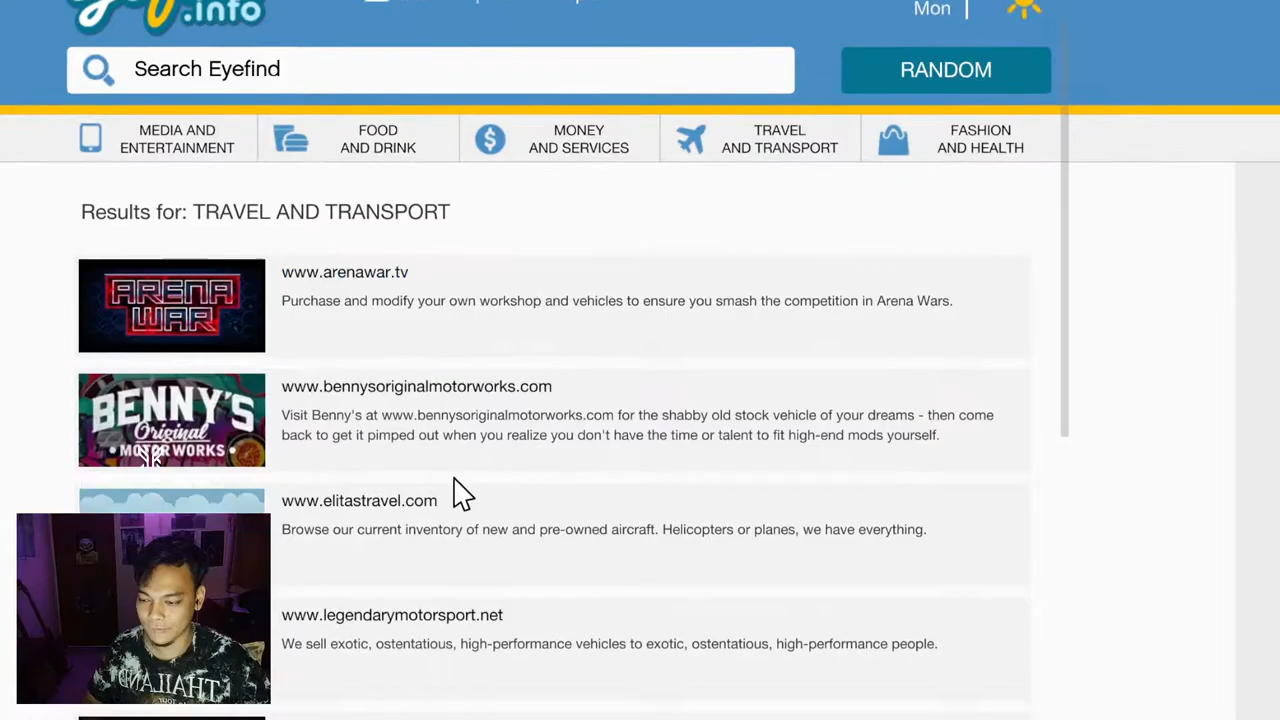 .info
Mon
Search Eyefind
RANDOM
MEDIA AND
ENTERTAINMENT
FOOD
AND DRINK
MONEY
AND SERVICES
TRAVEL
AND TRANSPORT
FASHION
AND HEALTH
Results for: TRAVEL AND TRANSPORT
ARENA
WAR
www.arenawar.tv
Purchase and modify your own workshop and vehicles to ensure you smash the competition in Arena Wars.
BENNY'S
Original
MOTORWORKS
www.bennysoriginalmotorworks.com
Visit Benny's at www.bennysoriginalmotorworks.com for the shabby old stock vehicle of your dreams - then come
back to get it pimped out when you realize you don't have the time or talent to fit high-end mods yourself.
www.elitastravel.com
Browse our current inventory of new and pre-owned aircraft. Helicopters or planes, we have everything.
www.legendarymotorsport.net
We sell exotic, ostentatious, high-performance vehicles to exotic, ostentatious, high-performance people.
THAILAND